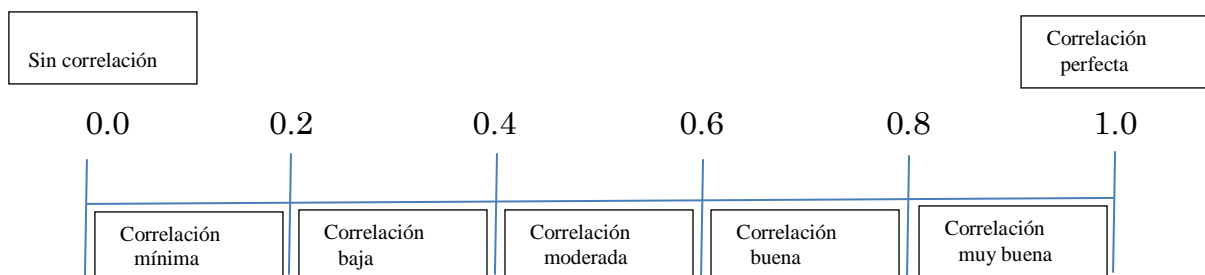 Sin correlación
Correlación
perfecta
0.0 0.2 0.4 0.6 0.8 1.0
Correlación
mínima
Correlación
baja
Correlación
moderada
Correlación
buena
Correlación
muy buena